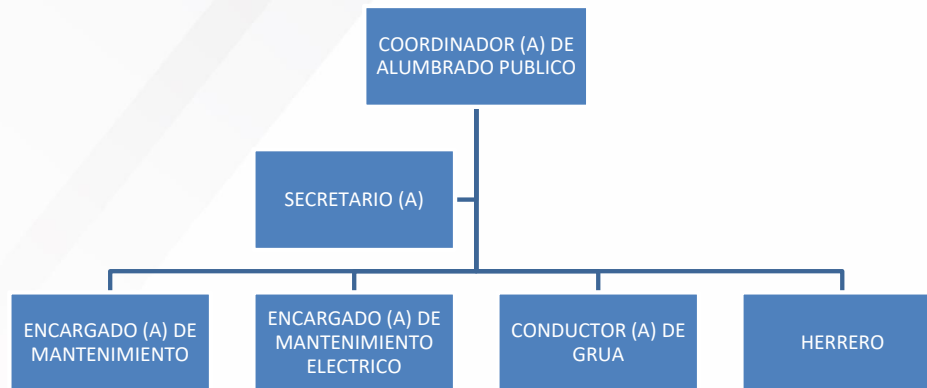 COORDINADOR (A) DE
ALUMBRADO PUBLICO
SECRETARIO (A)
ENCARGADO (A) DE
MANTENIMIENTO
ENCARGADO (A) DE
MANTENIMIENTO
ELECTRICO
CONDUCTOR (A) DE
GRUA
HERRERO